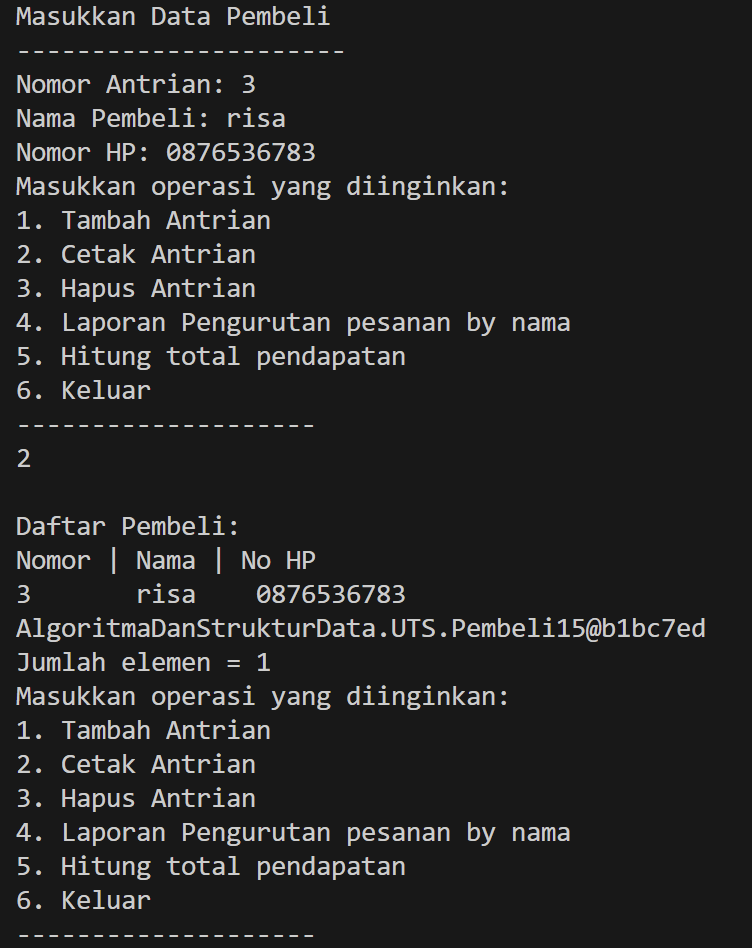 Masukkan Data Pembeli
----------------------
Nomor Antrian: 3
Nama Pembeli: risa
Nomor HP: 0876536783
Masukkan operasi yang diinginkan:
1. Tambah Antrian
2. Cetak Antrian
3. Hapus Antrian
4. Laporan Pengurutan pesanan by nama
5. Hitung total pendapatan
6. Keluar
--------------------
2

Daftar Pembeli:
Nomor | Nama | No HP
3       risa    0876536783
AlgoritmaDanStrukturData.UTS.Pembeli15@b1bc7ed
Jumlah elemen = 1
Masukkan operasi yang diinginkan:
1. Tambah Antrian
2. Cetak Antrian
3. Hapus Antrian
4. Laporan Pengurutan pesanan by nama
5. Hitung total pendapatan
6. Keluar
--------------------